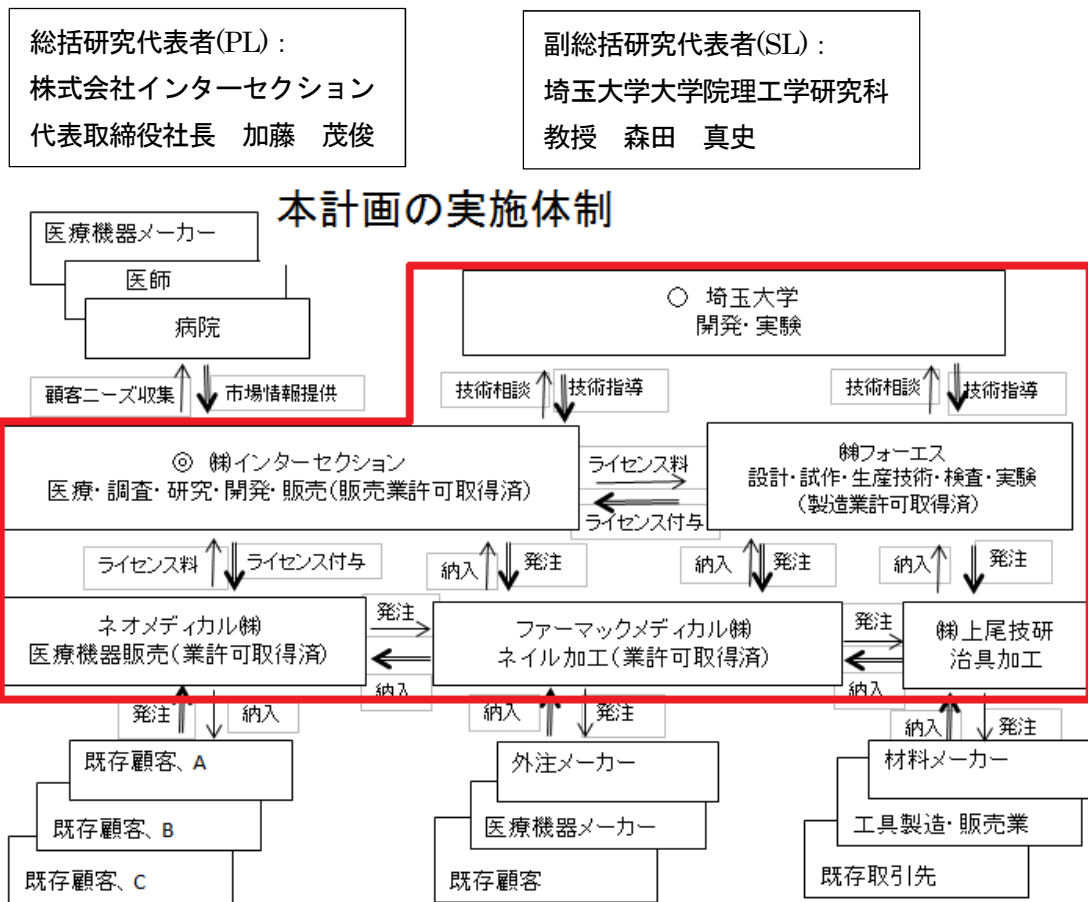 総括研究代表者(PL)：
株式会社インターセクション
代表取締役社長　加藤　茂俊
副総括研究代表者(SL)：
埼玉大学大学院理工学研究科
教授　森田　真史
本計画の実施体制
医療機器メーカー
医師
病院
○ 埼玉大学
開発・実験
顧客ニーズ収集
市場情報提供
技術相談
技術指導
技術相談
技術指導
◎ ㈱インターセクション
医療・調査・研究・開発・販売(販売業許可取得済)
ライセンス料
ライセンス付与
㈱フォーエス
設計・試作・生産技術・検査・実験
(製造業許可取得済)
ライセンス料
ライセンス付与
納入
発注
納入
発注
納入
発注
ネオメディカル㈱
医療機器販売(業許可取得済)
発注
納入
ファーマックメディカル㈱
ネイル加工(業許可取得済)
発注
納入
㈱上尾技研
治具加工
発注
納入
納入
発注
納入
発注
既存顧客、A
既存顧客、B
既存顧客、C
外注メーカー
医療機器メーカー
既存顧客
材料メーカー
工具製造・販売業
既存取引先